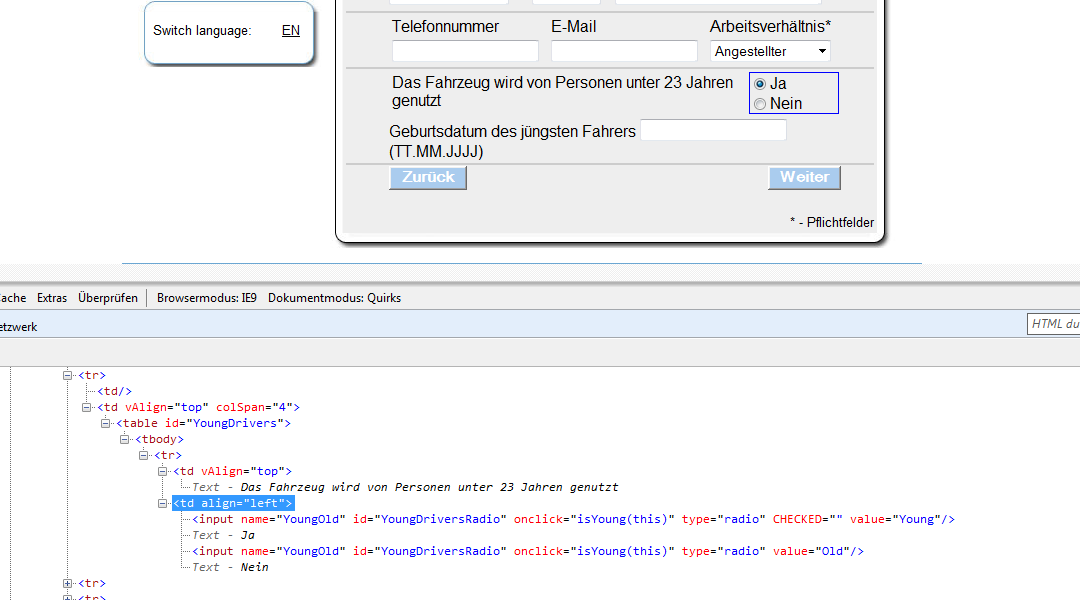 Switch language: EN
Telefonnummer E-Mail Arbeitsverhältnis*
Angestellter
Das Fahrzeug wird von Personen unter 23 Jahren
genutzt
Ja
Nein
Geburtsdatum des jüngsten Fahrers
(TT.MM.JJJJ)
Zurück Weiter
* - Pflichtfelder
ache Extras Überprüfen Browsermodus: IE9 Dokumentmodus: Quirks
etzwerk HTML du
<tr>
<td/>
<td vAlign="top" colSpan="4">
<table id="YoungDrivers">
<tbody>
<tr>
<td vAlign="top">
Text - Das Fahrzeug wird von Personen unter 23 Jahren genutzt
<td align="left">
<input name="YoungOld" id="YoungDriversRadio" onclick="isYoung(this)" type="radio" CHECKED="" value="Young"/>
Text - Ja
<input name="YoungOld" id="YoungDriversRadio" onclick="isYoung(this)" type="radio" value="Old"/>
Text - Nein
<tr>
<tr>